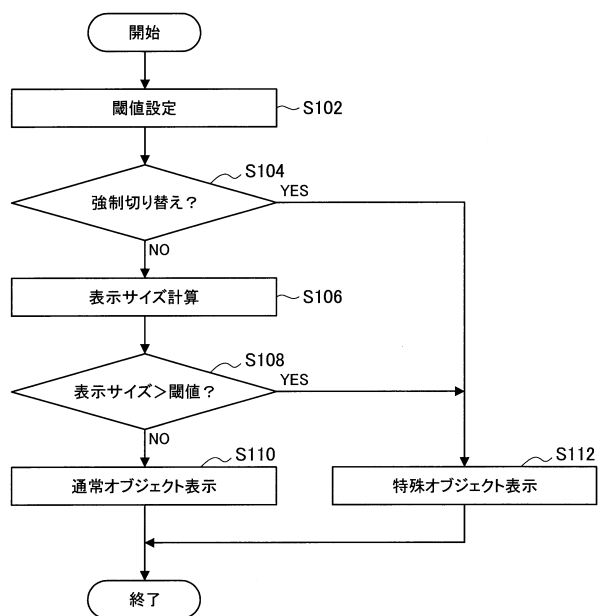 開始
閾値設定
S102
S104
強制切り替え?
YES
NO
表示サイズ計算
S106
S108
表示サイズ>閾値?
YES
NO
S110
通常オブジェクト表示
S112
特殊オブジェクト表示
終了